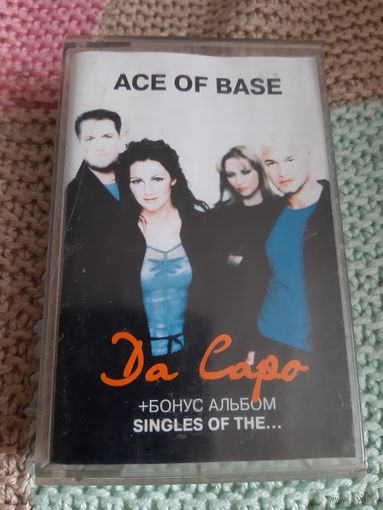 ACE OF BASE
Da Capo
+БОНУС АЛЬБОМ
SINGLES OF THE...